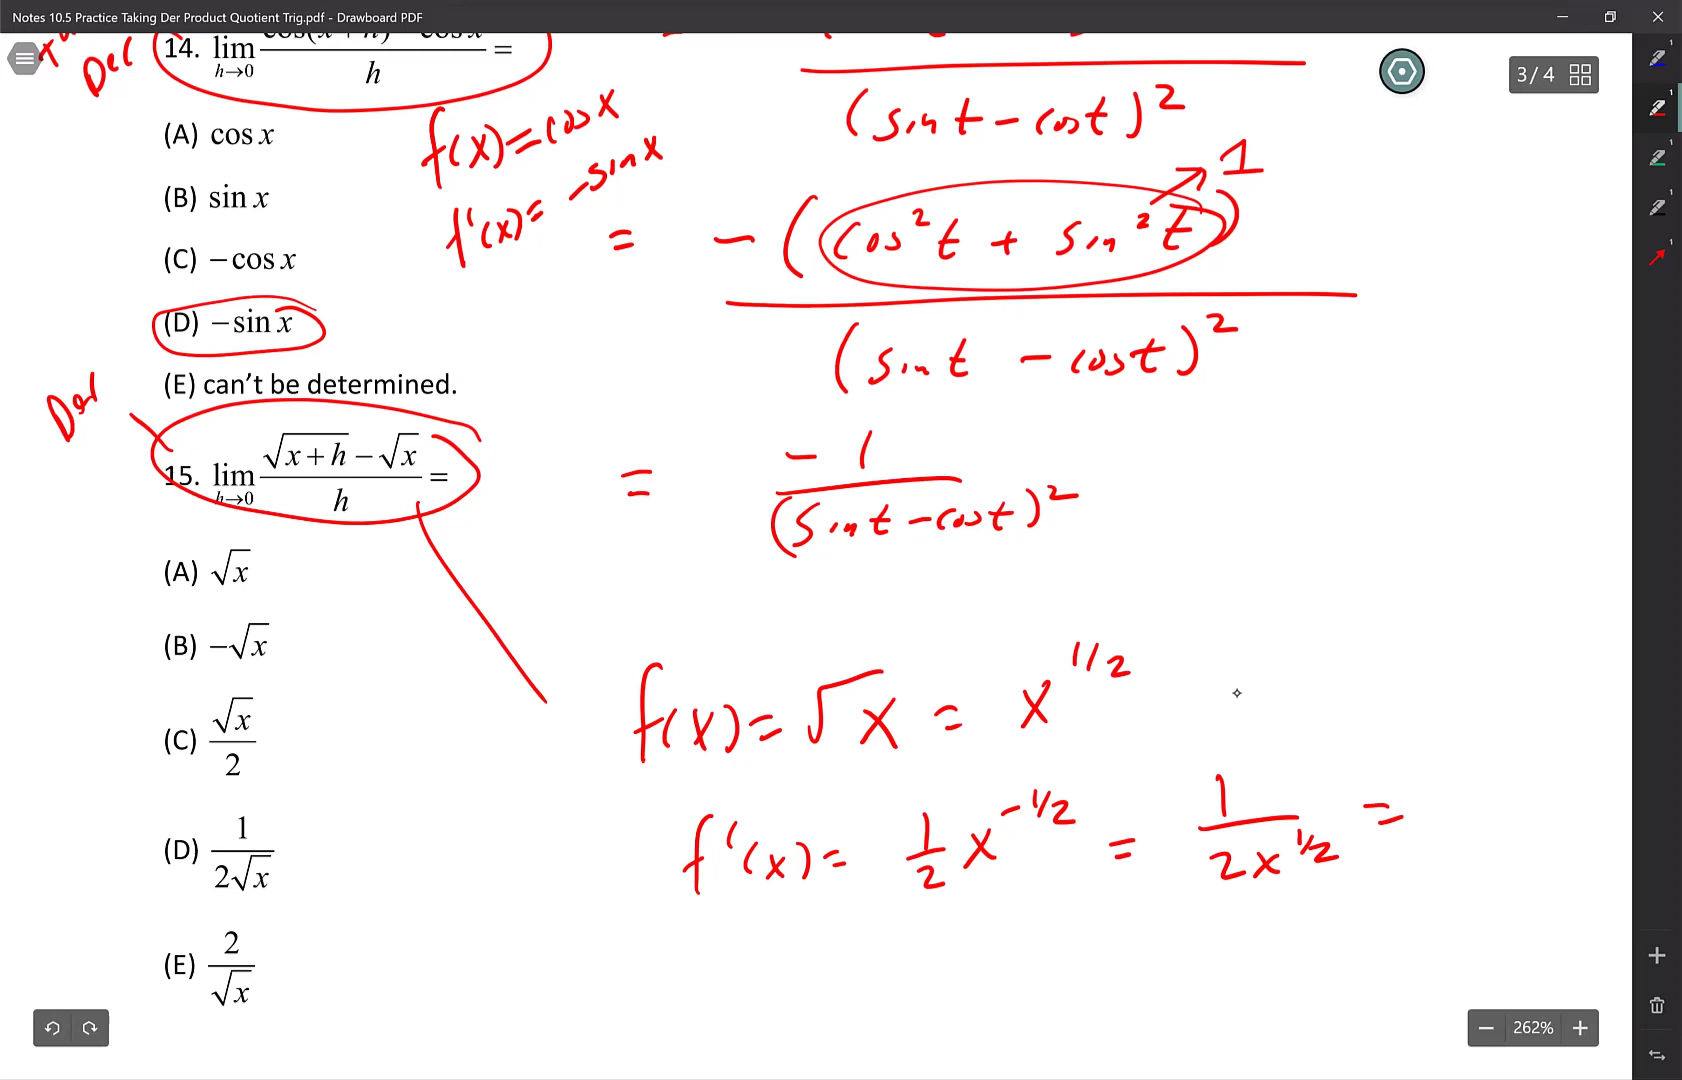 Notes 10.5 Practice Taking Der Product Quotient Trig.pdf - Drawboard PDF
3 / 4
Der
14. lim h→0 cos(x + h) − cos x / h =
(A) cos x
(B) sin x
(C) − cos x
(D) − sin x
(E) can't be determined.
f(x) = cos x
f'(x) = -sin x
(sin t - cos t)²
= -(cos²t + sin²t) → 1
(sin t - cos t)²
= -1 / (sin t - cos t)²
Der
15. lim h→0 √(x + h) − √x / h =
(A) √x
(B) −√x
(C) √x / 2
(D) 1 / 2√x
(E) 2 / √x
f(x) = √x = x^1/2
f'(x) = 1/2 x^-1/2 = 1 / 2x^1/2 =
262%